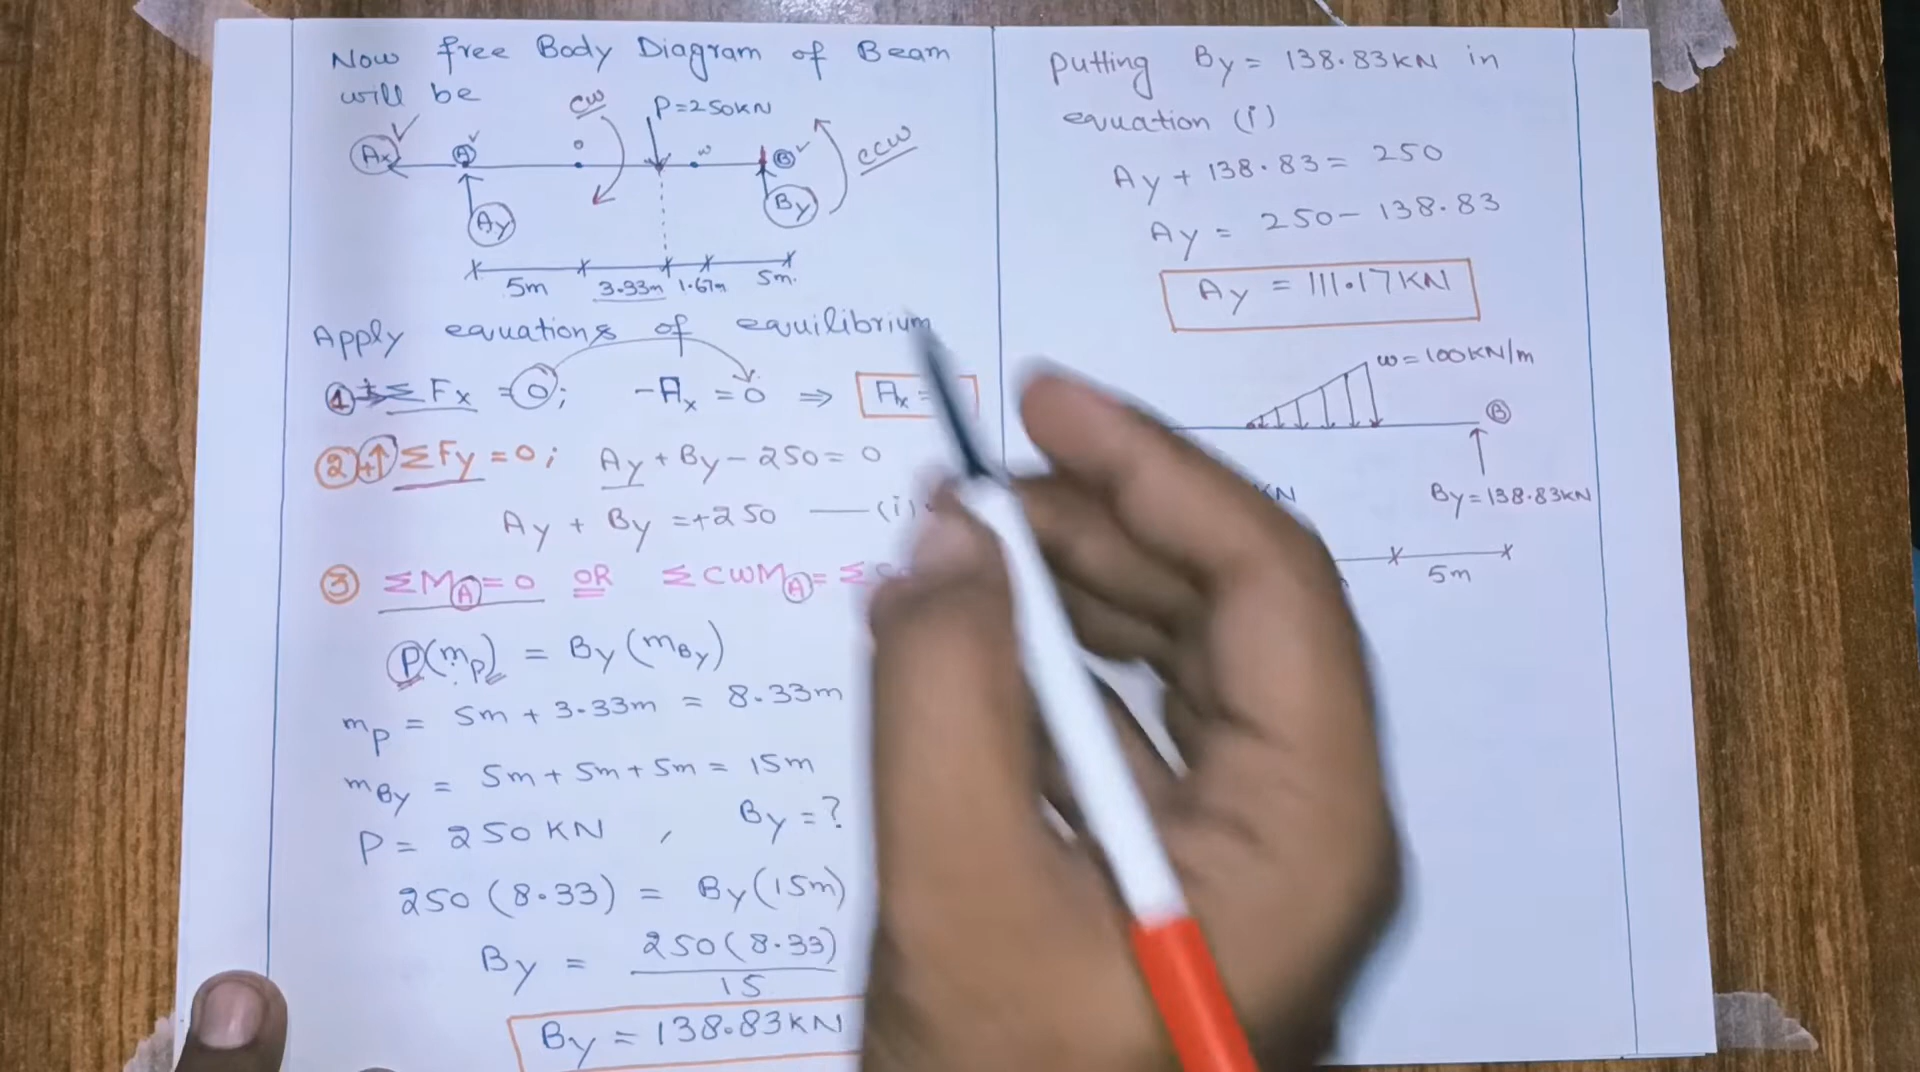 Now free Body Diagram of Beam
will be
CW P=250KN
Ax A o w B CCW
Ay By
5m 3.33m 1.67m 5m.
Apply equations of equilibrium
① + Σ Fx = 0; -Ax = 0 ⇒ Ax =
② +↑ ΣFy = 0; Ay + By - 250 = 0
Ay + By = +250 — (i)
③ ΣMA = 0 OR ΣCWMA = Σ
P(mp) = By(mBy)
mp = 5m + 3.33m = 8.33m
mBy = 5m + 5m + 5m = 15m
P = 250KN , By = ?
250 (8.33) = By(15m)
By = 250(8.33)
15
By = 138.83KN
Putting By = 138.83KN in
equation (i)
Ay + 138.83 = 250
Ay = 250 - 138.83
Ay = 111.17KN
w = 100KN/m
B
KN By = 138.83KN
5m